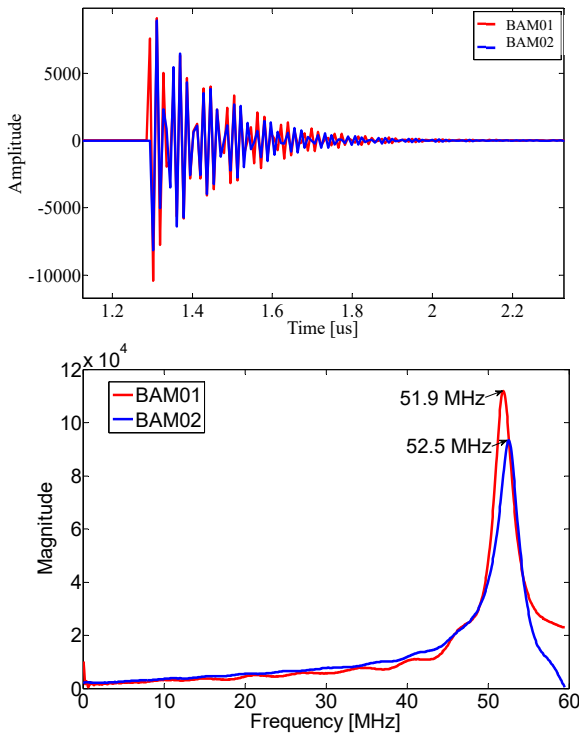 BAM01
BAM02
Amplitude
5000
0
-5000
-10000
1.2
1.4
1.6
1.8
2
2.2
Time [us]
12 x 10^4
BAM01
BAM02
51.9 MHz
52.5 MHz
Magnitude
10
8
6
4
2
0
0
10
20
30
40
50
60
Frequency [MHz]